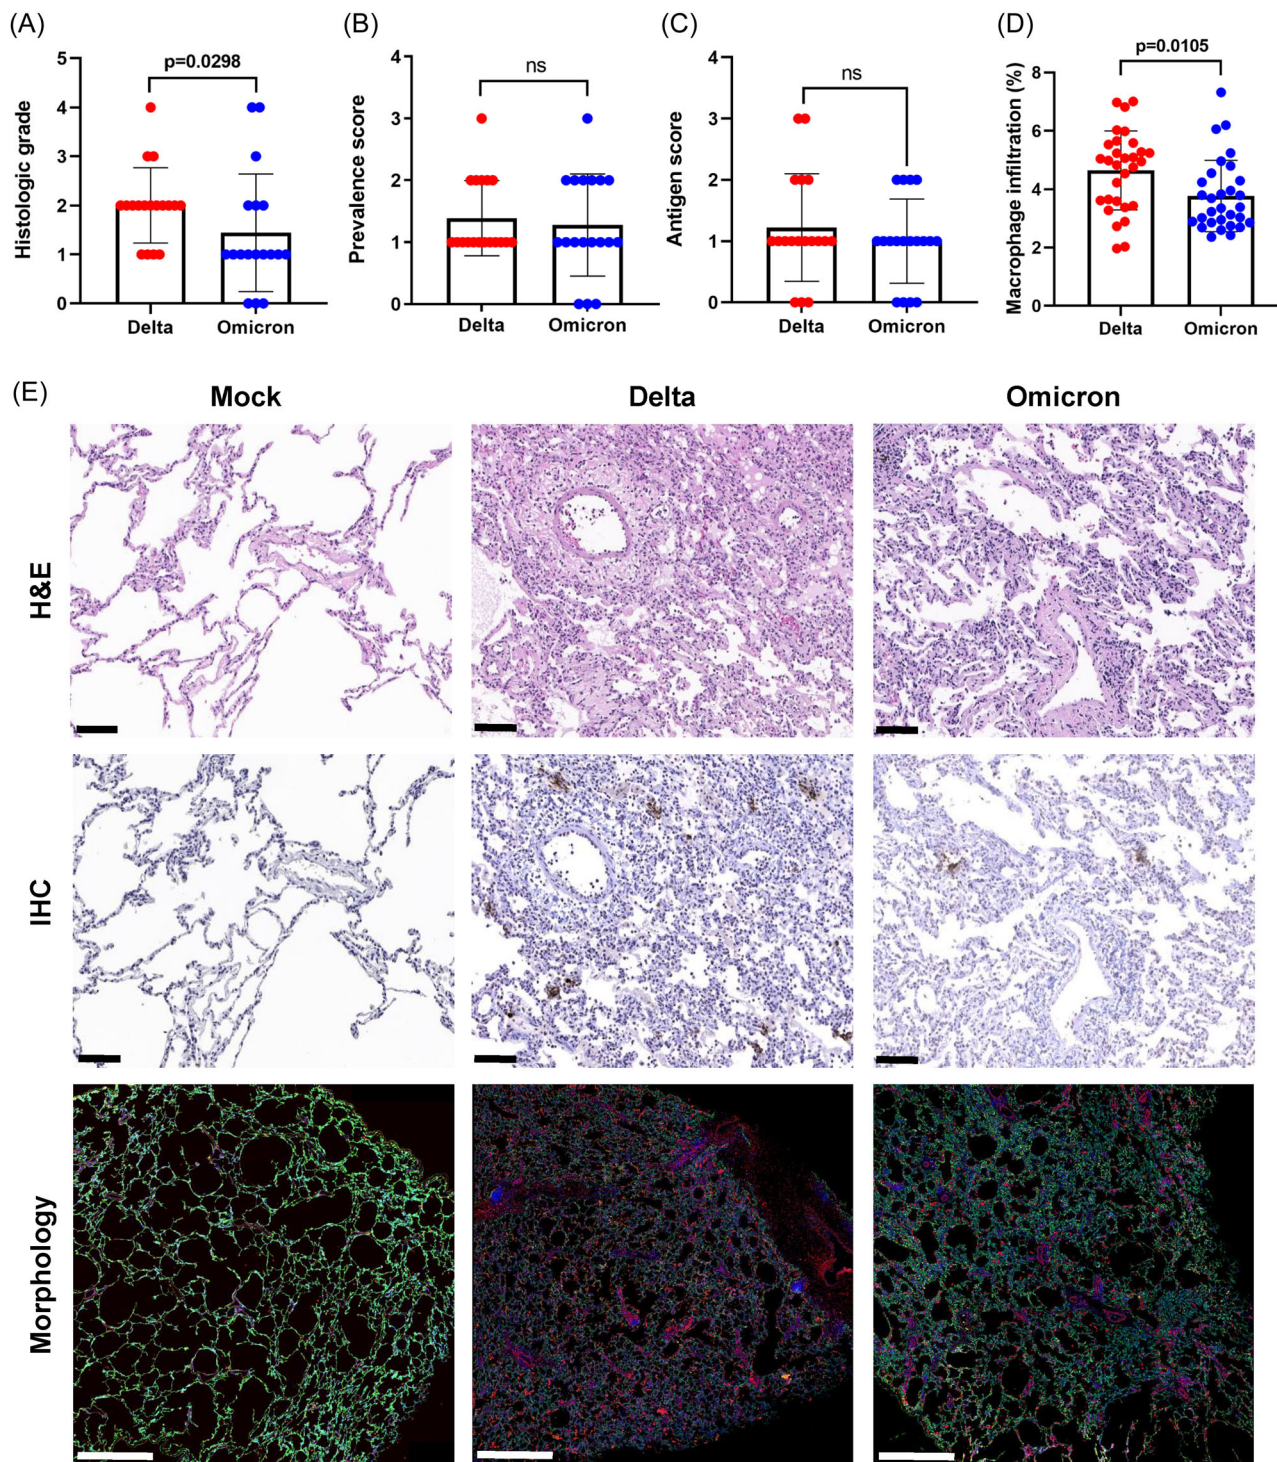 (A)
Histologic grade
5
4
3
2
1
0
p=0.0298
Delta
Omicron
(B)
Prevalence score
4
3
2
1
0
ns
Delta
Omicron
(C)
Antigen score
4
3
2
1
0
ns
Delta
Omicron
(D)
Macrophage infiltration (%)
8
6
4
2
0
p=0.0105
Delta
Omicron
(E)
Mock
Delta
Omicron
H&E
IHC
Morphology